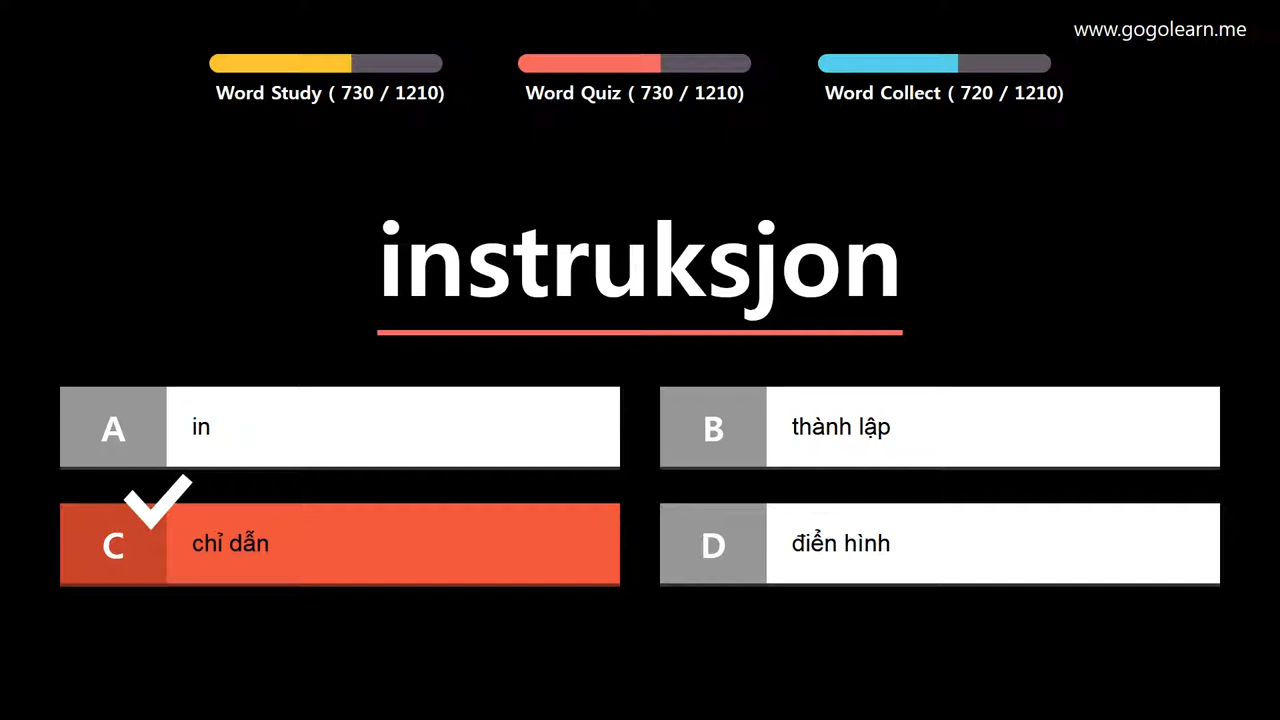 www.gogolearn.me
Word Study ( 730 / 1210)
Word Quiz ( 730 / 1210)
Word Collect ( 720 / 1210)
instruksjon
A in
B thành lập
C chỉ dẫn
D điển hình